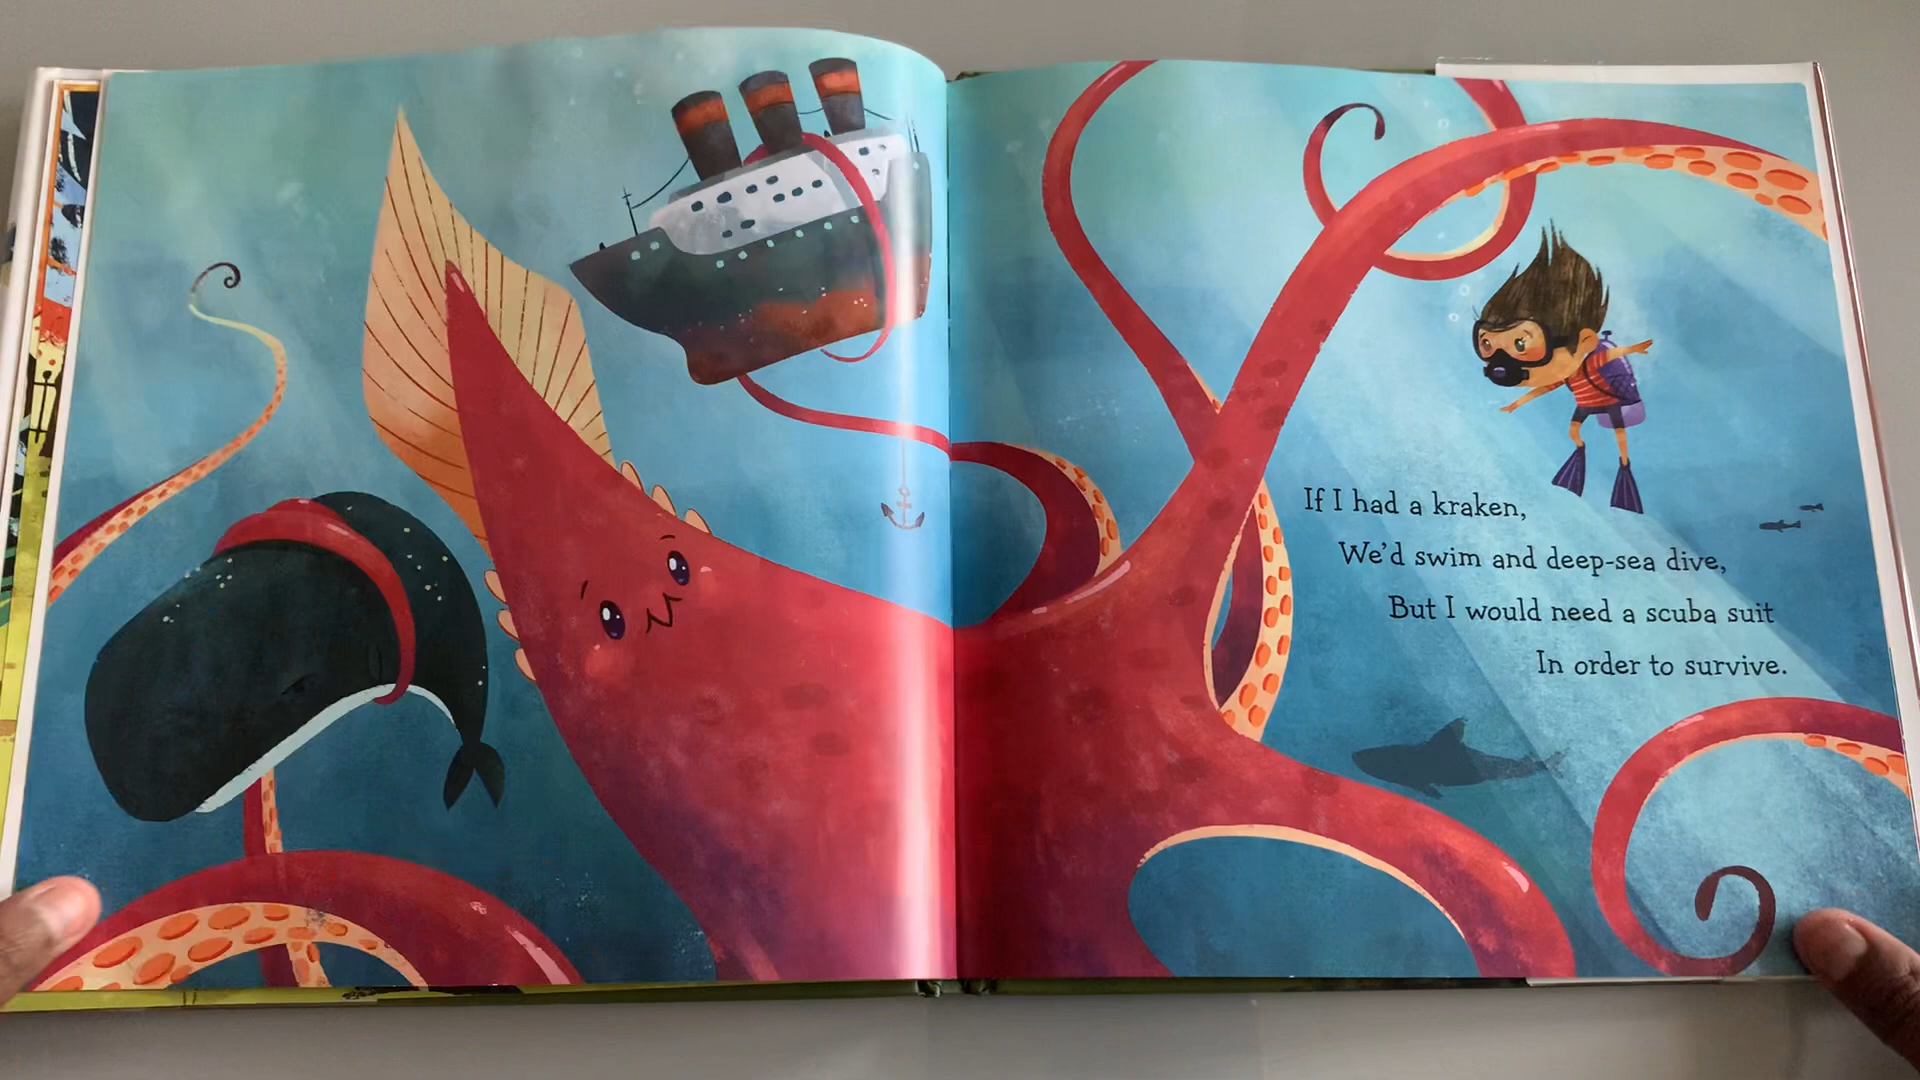 If I had a kraken,
We'd swim and deep-sea dive,
But I would need a scuba suit
In order to survive.